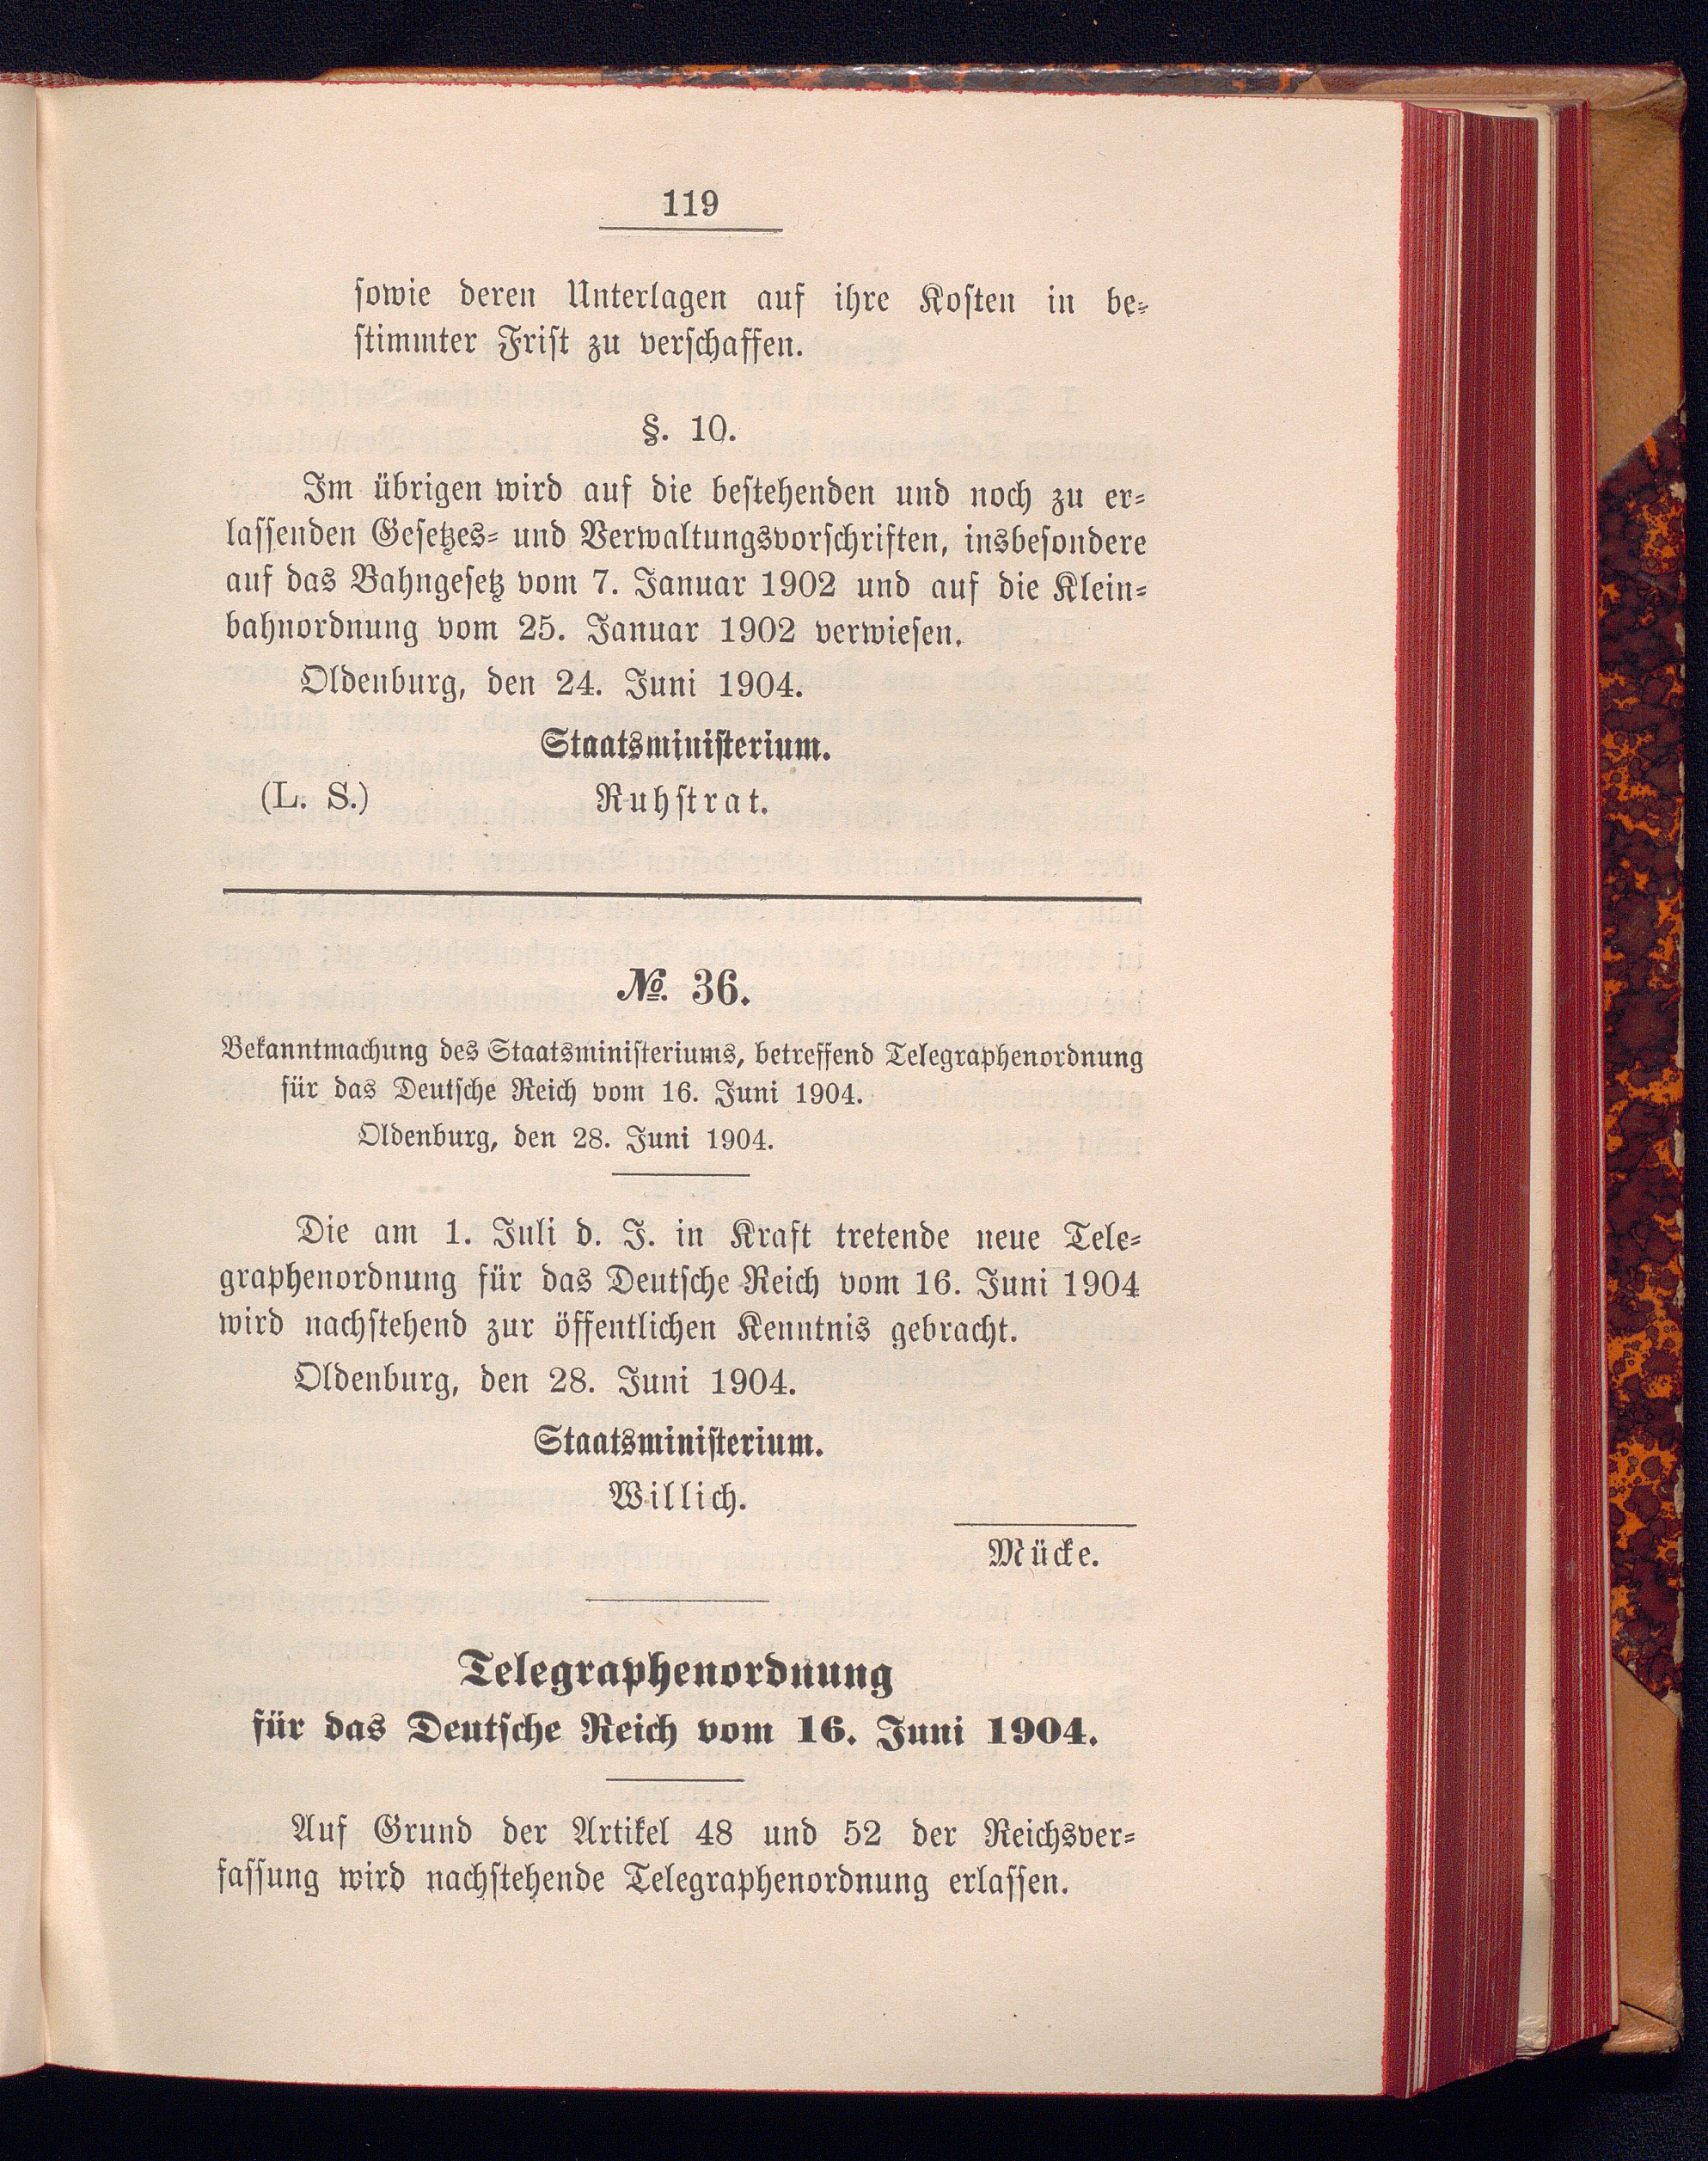 119
sowie deren Unterlagen auf ihre Kosten in be-
stimmter Frist zu verschaffen.
§. 10.
Im übrigen wird auf die bestehenden und noch zu er-
lassenden Gesetzes- und Verwaltungsvorschriften, insbesondere
auf das Bahngesetz vom 7. Januar 1902 und auf die Klein-
bahnordnung vom 25. Januar 1902 verwiesen.
Oldenburg, den 24. Juni 1904.
Staatsministerium.
(L. S.) Ruhstrat.
№. 36.
Bekanntmachung des Staatsministeriums, betreffend Telegraphenordnung
für das Deutsche Reich vom 16. Juni 1904.
Oldenburg, den 28. Juni 1904.
Die am 1. Juli d. J. in Kraft tretende neue Tele-
graphenordnung für das Deutsche Reich vom 16. Juni 1904
wird nachstehend zur öffentlichen Kenntnis gebracht.
Oldenburg, den 28. Juni 1904.
Staatsministerium.
Willich.
Mücke.
Telegraphenordnung
für das Deutsche Reich vom 16. Juni 1904.
Auf Grund der Artikel 48 und 52 der Reichsver-
fassung wird nachstehende Telegraphenordnung erlassen.